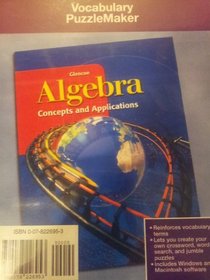 Vocabulary
PuzzleMaker
Glencoe
Algebra
Concepts and Applications
• Reinforces vocabulary
terms
• Lets you create your
own crossword, word
search, and jumble
puzzles
• Includes Windows and
Macintosh software
ISBN 0-07-822695-3